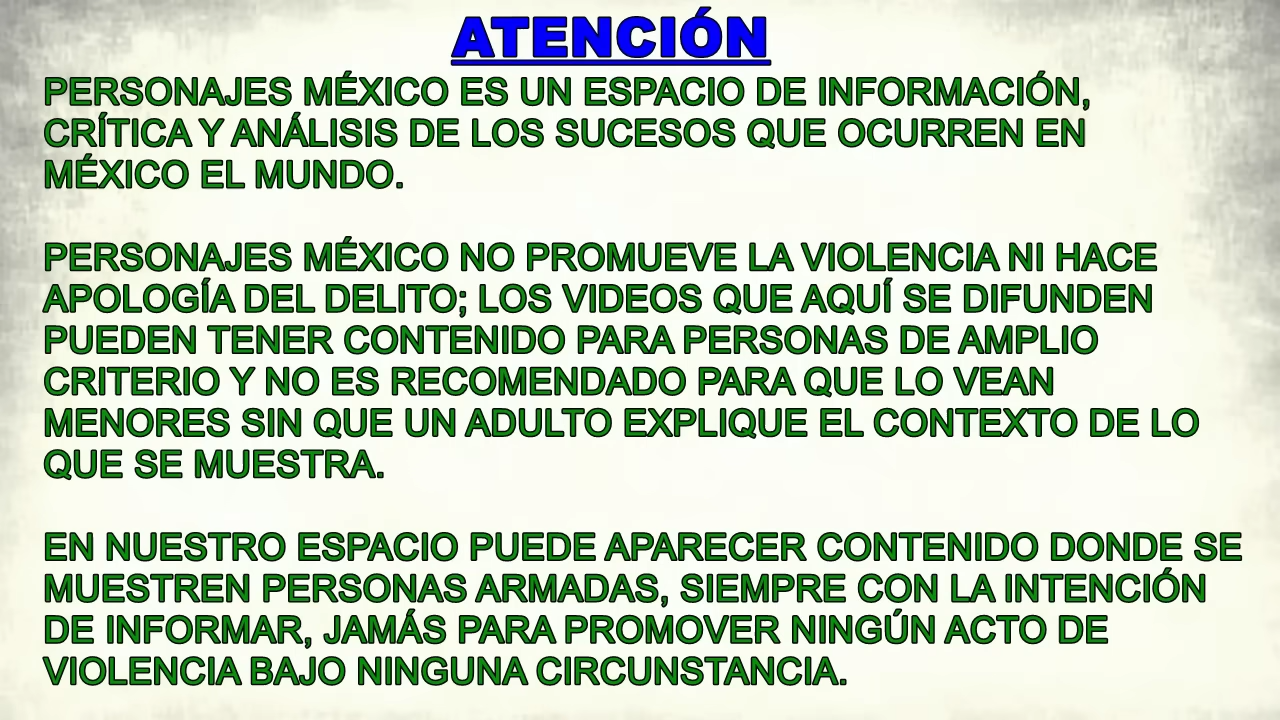 ATENCIÓN
PERSONAJES MÉXICO ES UN ESPACIO DE INFORMACIÓN,
CRÍTICA Y ANÁLISIS DE LOS SUCESOS QUE OCURREN EN
MÉXICO EL MUNDO.
PERSONAJES MÉXICO NO PROMUEVE LA VIOLENCIA NI HACE
APOLOGÍA DEL DELITO; LOS VIDEOS QUE AQUÍ SE DIFUNDEN
PUEDEN TENER CONTENIDO PARA PERSONAS DE AMPLIO
CRITERIO Y NO ES RECOMENDADO PARA QUE LO VEAN
MENORES SIN QUE UN ADULTO EXPLIQUE EL CONTEXTO DE LO
QUE SE MUESTRA.
EN NUESTRO ESPACIO PUEDE APARECER CONTENIDO DONDE SE
MUESTREN PERSONAS ARMADAS, SIEMPRE CON LA INTENCIÓN
DE INFORMAR, JAMÁS PARA PROMOVER NINGÚN ACTO DE
VIOLENCIA BAJO NINGUNA CIRCUNSTANCIA.